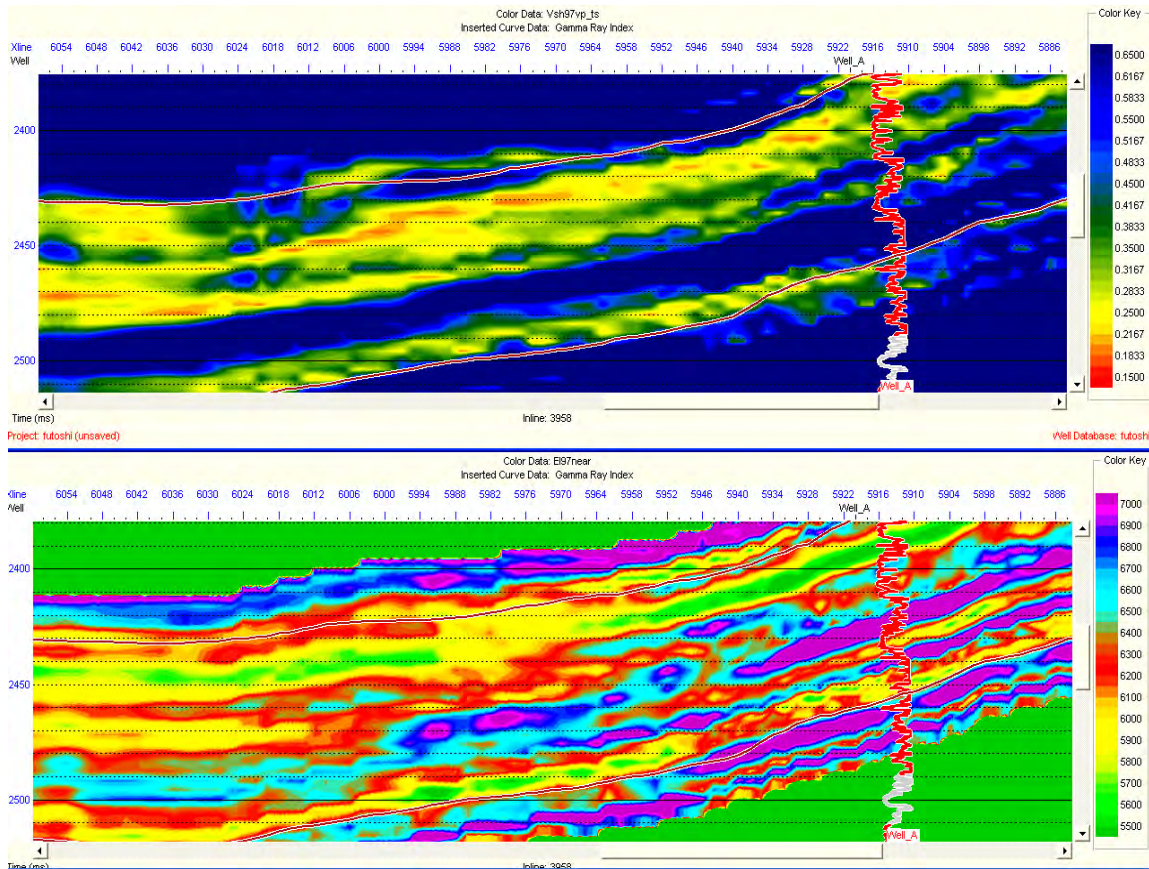 Color Data: Vsh97vp_ts
Inserted Curve Data: Gamma Ray Index
Xline 6054 6048 6042 6036 6030 6024 6018 6012 6006 6000 5994 5988 5982 5976 5970 5964 5958 5952 5946 5940 5934 5928 5922 5916 5910 5904 5898 5892 5886
Well Well_A
2400
2450
2500
Well_A
Time (ms) Inline: 3958
Project: futoshi (unsaved) Well Database: futoshi
Color Key
0.6500
0.6167
0.5833
0.5500
0.5167
0.4833
0.4500
0.4167
0.3833
0.3500
0.3167
0.2833
0.2500
0.2167
0.1833
0.1500
Color Data: EI97near
Inserted Curve Data: Gamma Ray Index
Xline 6054 6048 6042 6036 6030 6024 6018 6012 6006 6000 5994 5988 5982 5976 5970 5964 5958 5952 5946 5940 5934 5928 5922 5916 5910 5904 5898 5892 5886
Well Well_A
2400
2450
2500
Well_A
Time (ms) Inline: 3958
Color Key
7000
6900
6800
6700
6600
6500
6400
6300
6200
6100
6000
5900
5800
5700
5600
5500